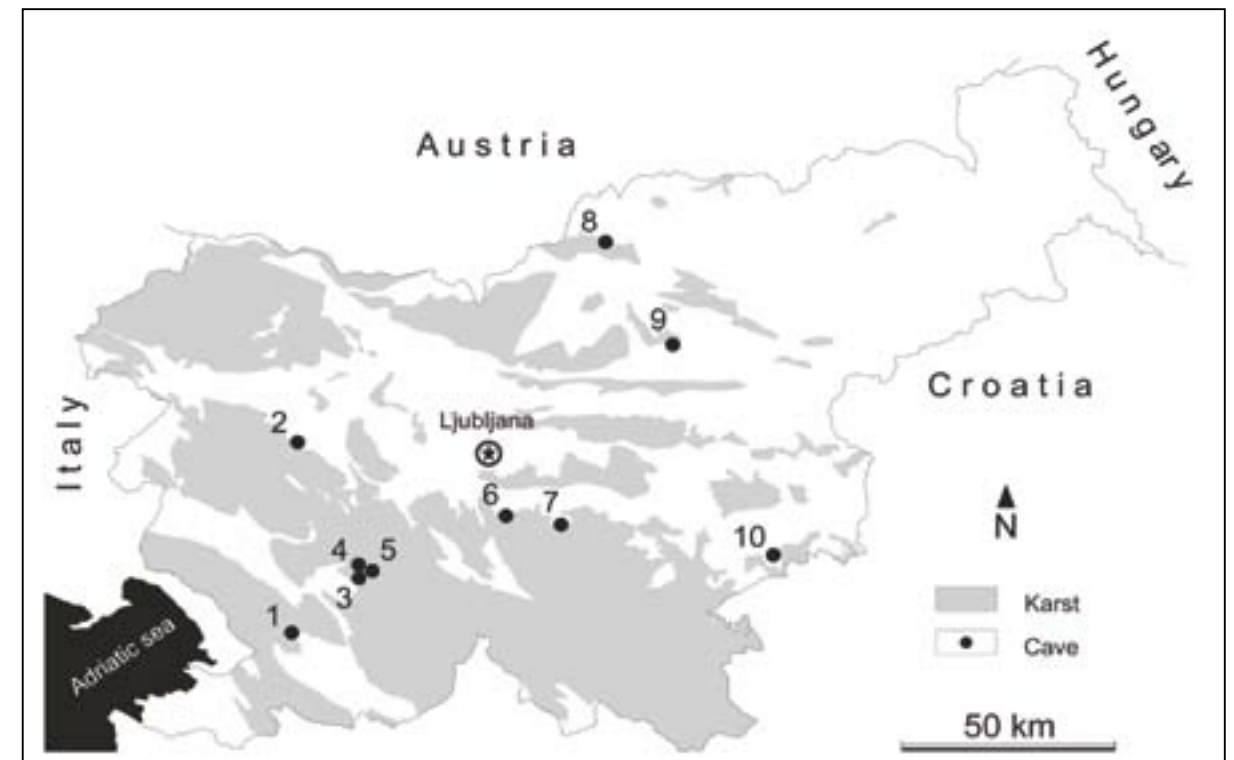 Hungary
Austria
8
9
Croatia
Italy
2
Ljubljana
6
7
N
10
4
5
3
1
Karst
Cave
Adriatic sea
50 km